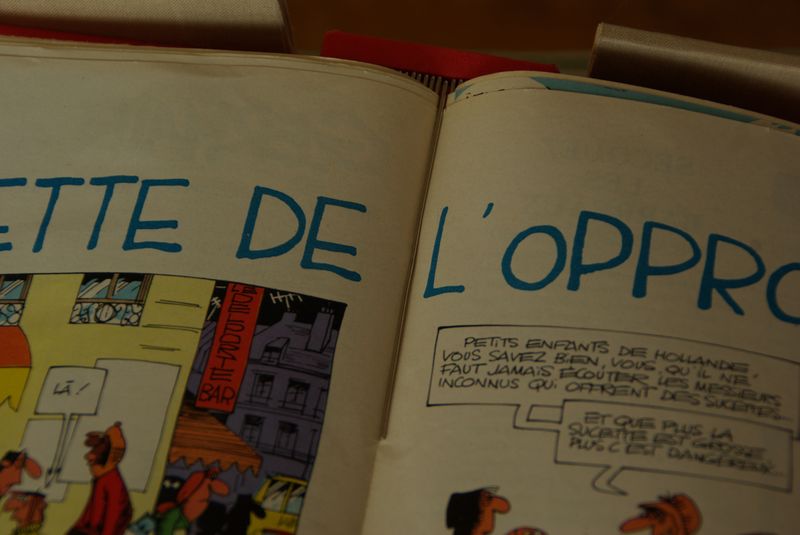 ETTE DE L'OPPRO
LÀ!
BAR
PETITS ENFANTS DE HOLLANDE,
VOUS SAVEZ BIEN, VOUS, QU'IL NE
FAUT JAMAIS ÉCOUTER LES MESSIEURS
INCONNUS QUI OFFRENT DES SUCETTES...
ET QUE PLUS LA
SUCETTE EST GROSSE
PLUS C'EST DANGEREUX...